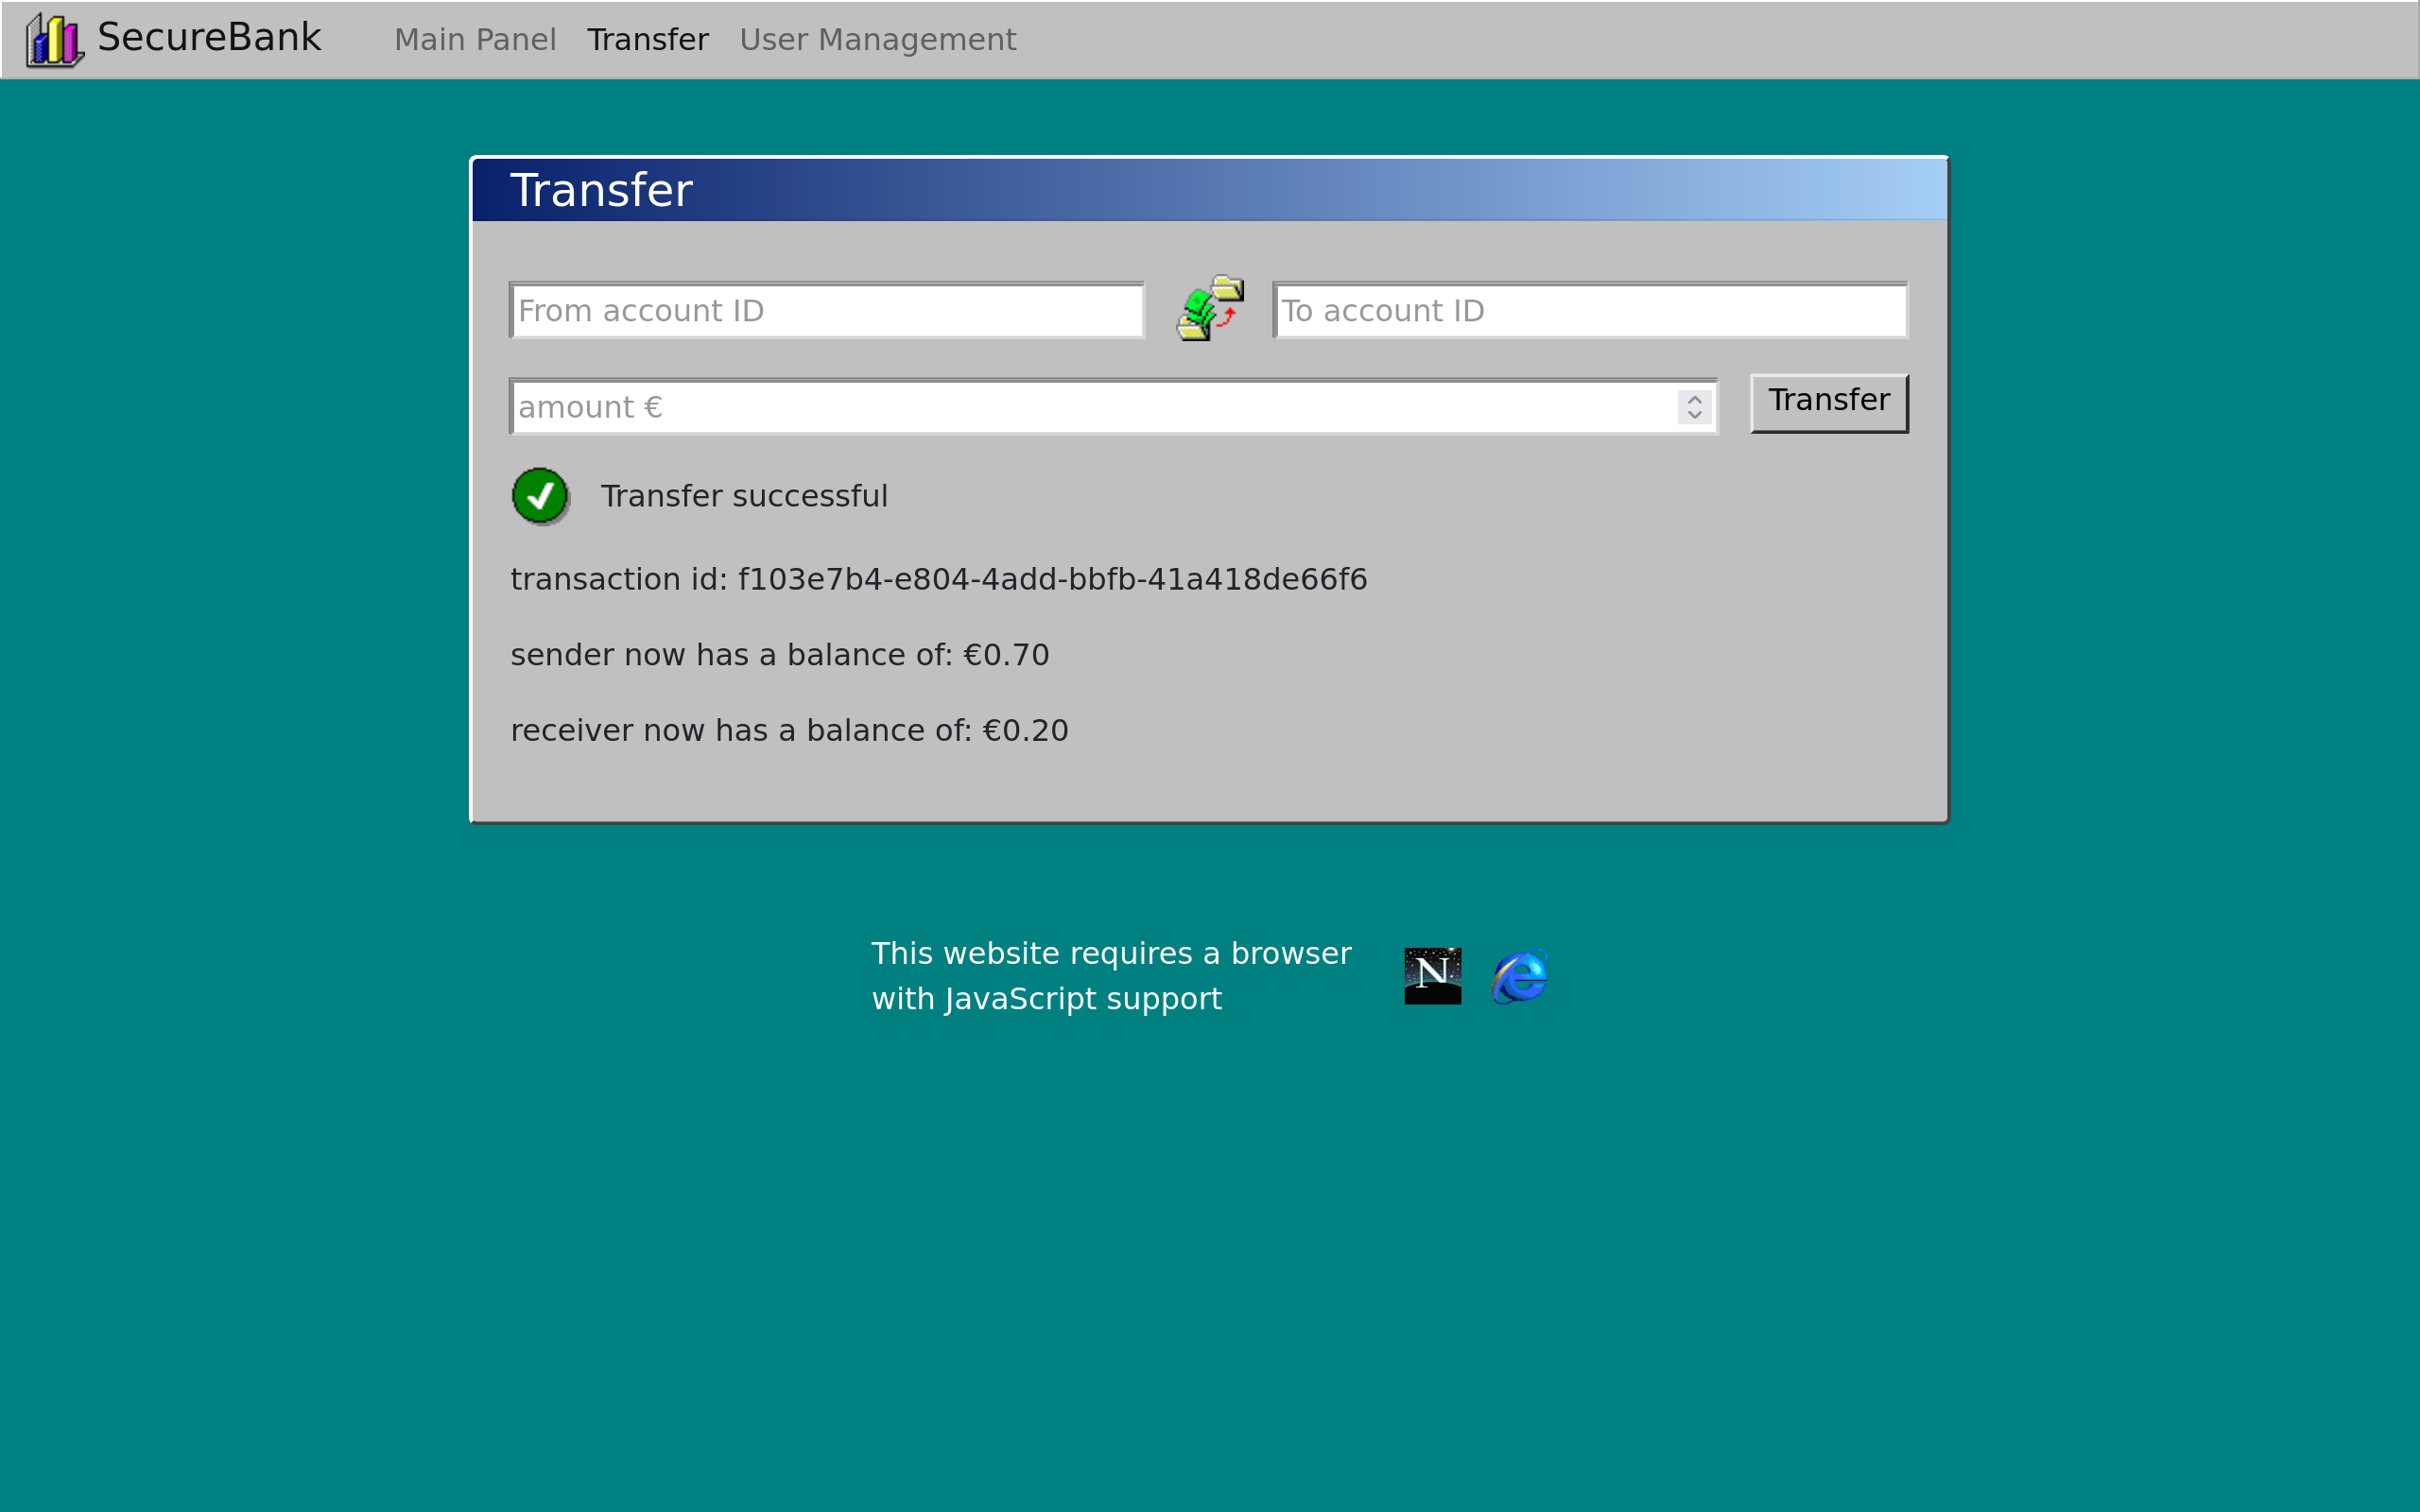 SecureBank Main Panel Transfer User Management
Transfer
From account ID To account ID
amount € Transfer
Transfer successful
transaction id: f103e7b4-e804-4add-bbfb-41a418de66f6
sender now has a balance of: €0.70
receiver now has a balance of: €0.20
This website requires a browser
with JavaScript support
N